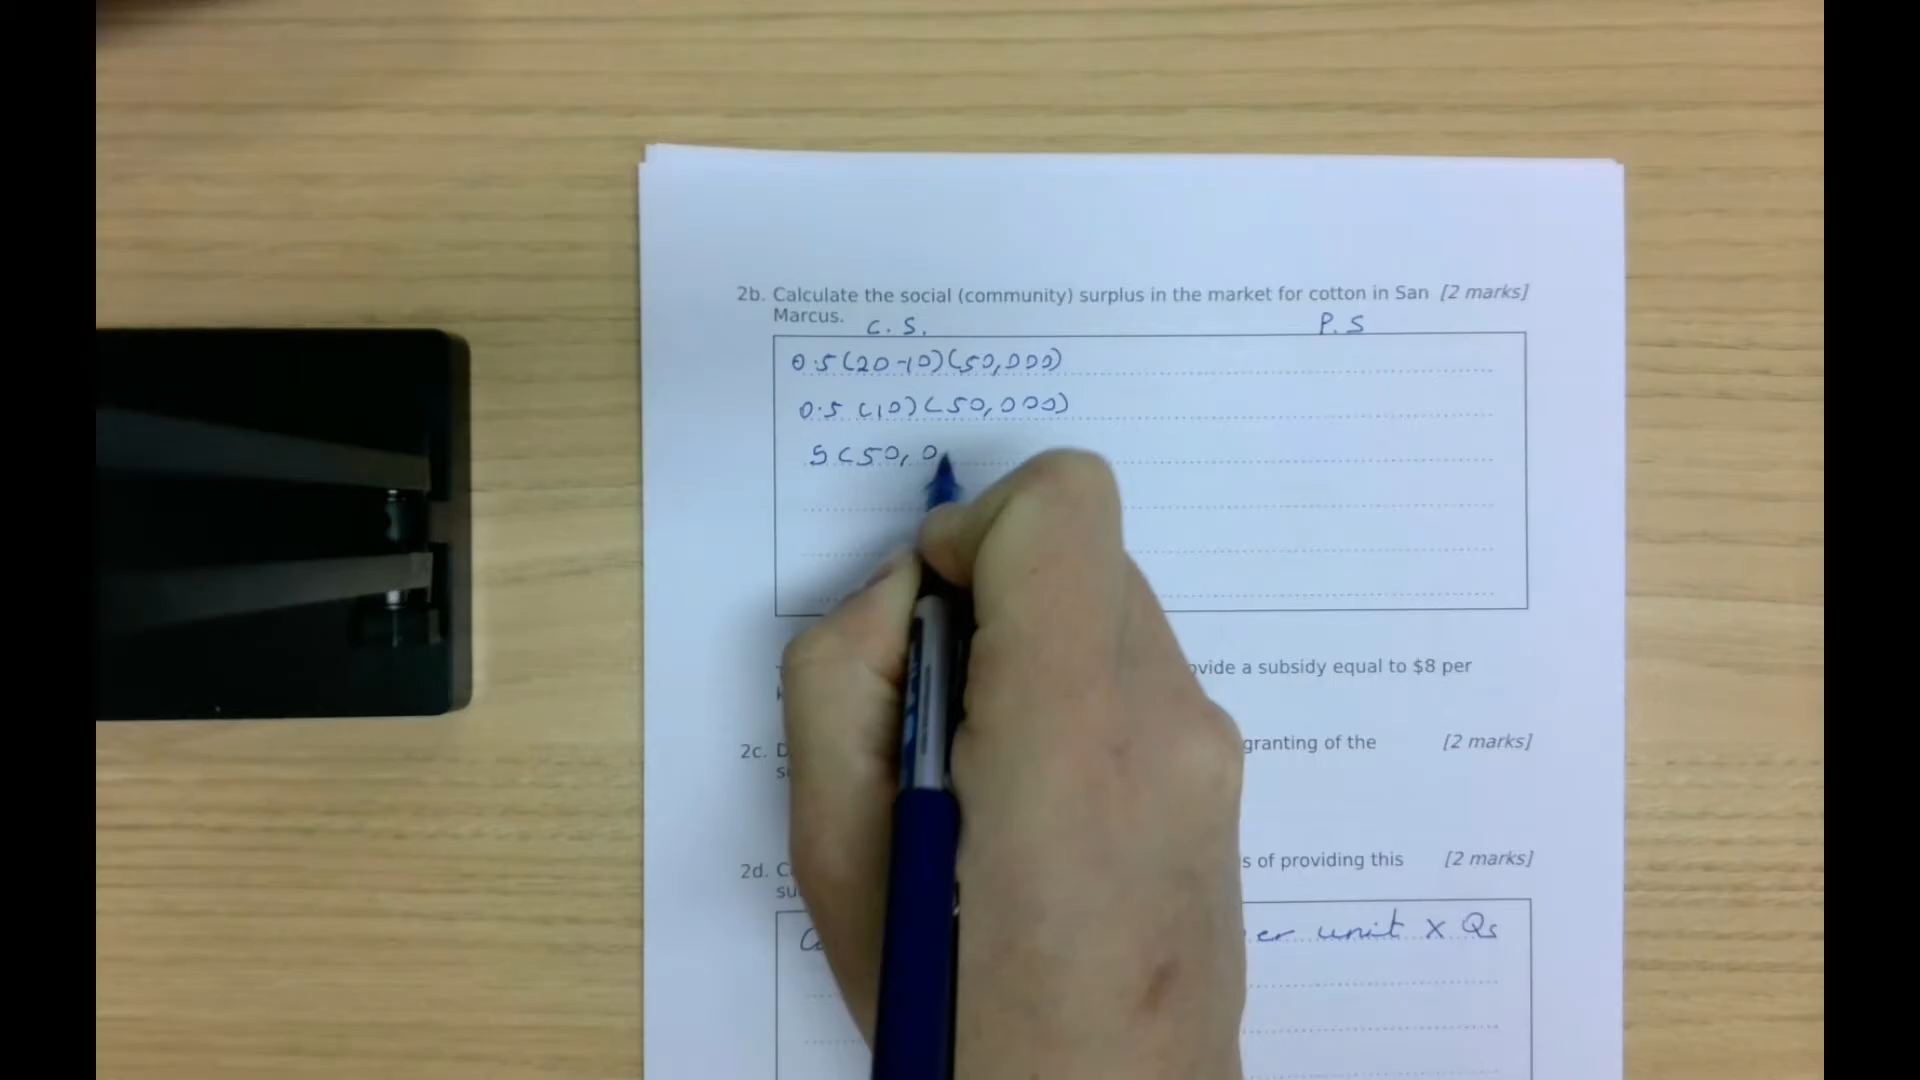 2b. Calculate the social (community) surplus in the market for cotton in San [2 marks]
Marcus. C. S. P. S
0.5(20-10)(50,000)
0.5 (10)(50,000)
5(50, 0
ovide a subsidy equal to $8 per
2c. D granting of the [2 marks]
2d. C s of providing this [2 marks]
su
er unit x Qs